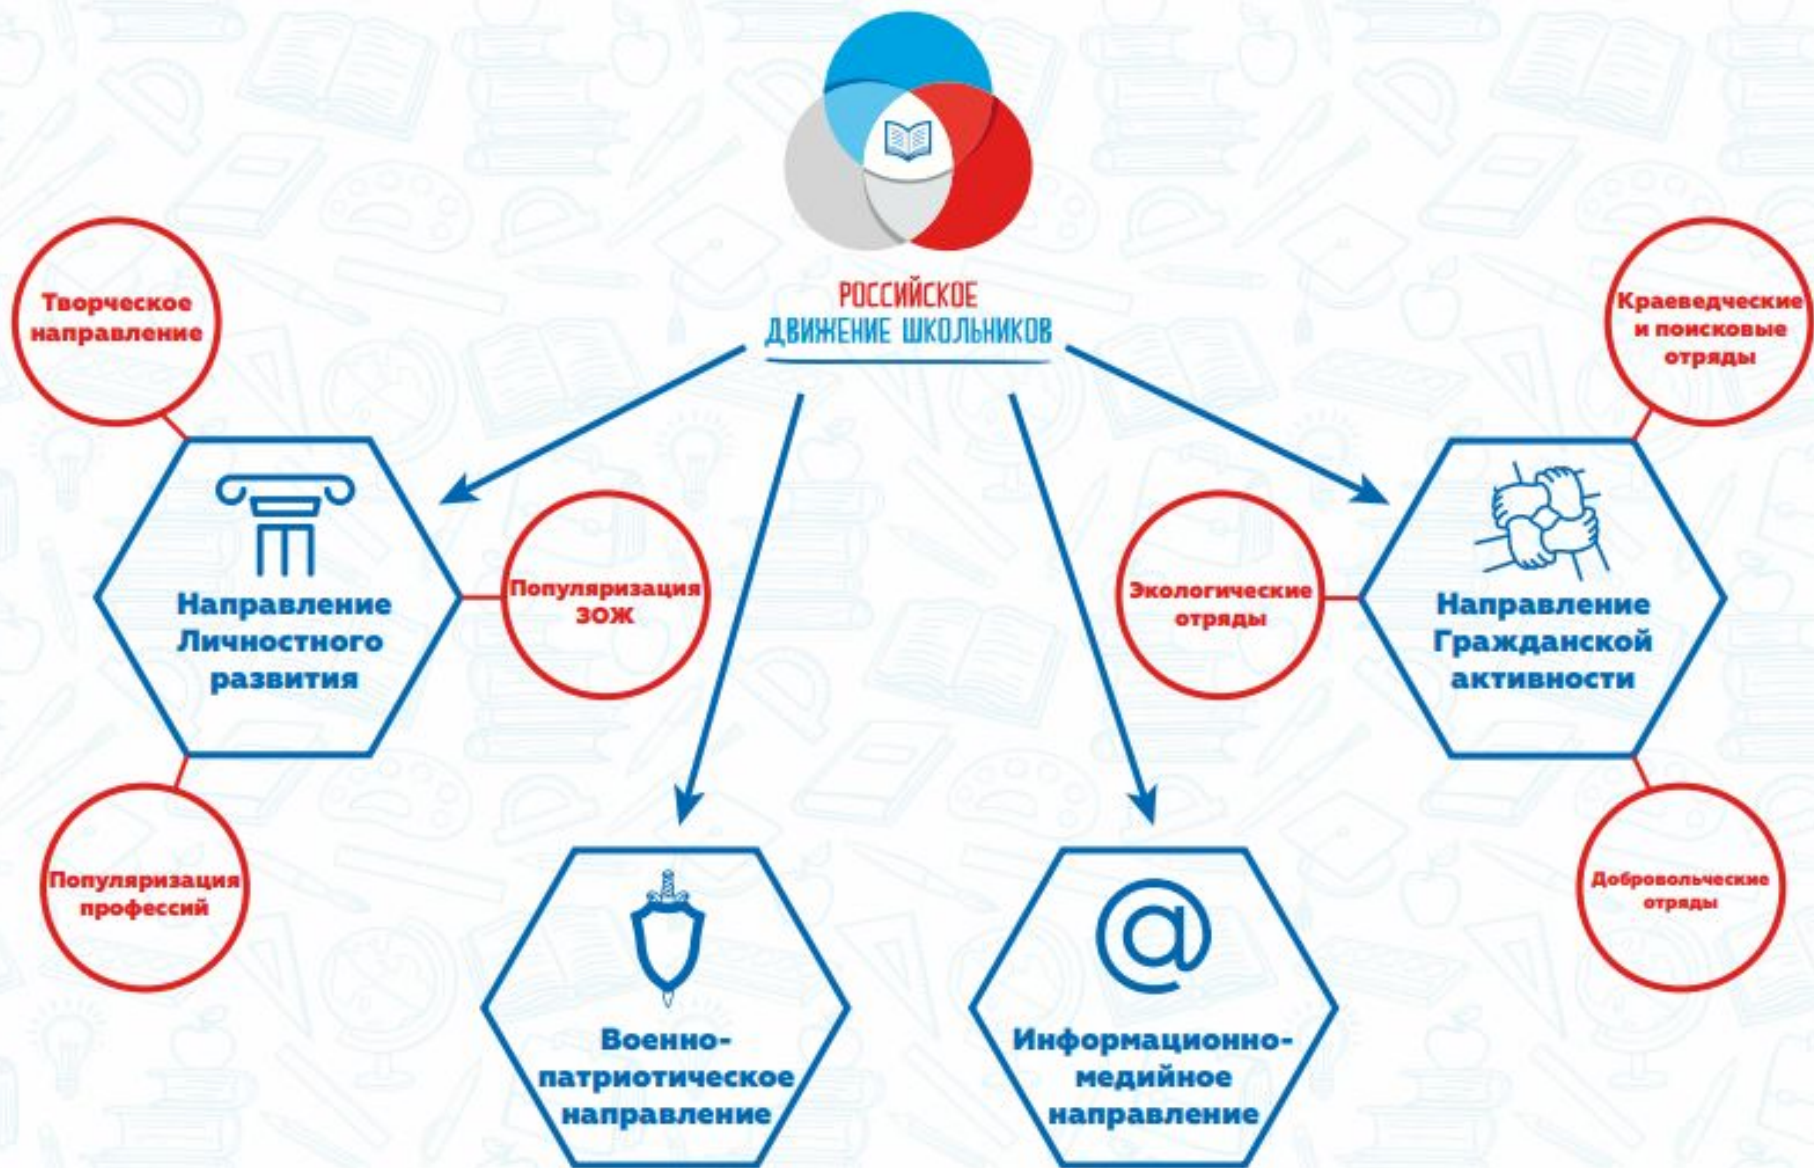 РОССИЙСКОЕ
ДВИЖЕНИЕ ШКОЛЬНИКОВ
Творческое
направление
Краеведческие
и поисковые
отряды
Направление
Личностного
развития
Популяризация
ЗОЖ
Экологические
отряды
Направление
Гражданской
активности
Популяризация
профессий
Добровольческие
отряды
Военно-
патриотическое
направление
@
Информационно-
медийное
направление